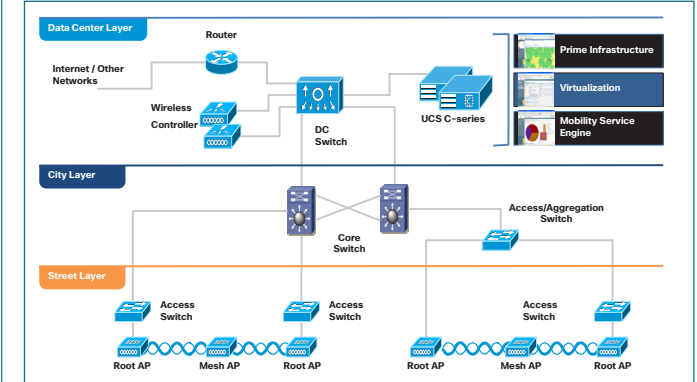 Data Center Layer
Router
Internet / Other
Networks
Wireless
Controller
DC
Switch
UCS C-series
Prime Infrastructure
Virtualization
Mobility Service
Engine
City Layer
Core
Switch
Access/Aggregation
Switch
Street Layer
Access
Switch
Access
Switch
Access
Switch
Root AP
Mesh AP
Root AP
Root AP
Mesh AP
Root AP